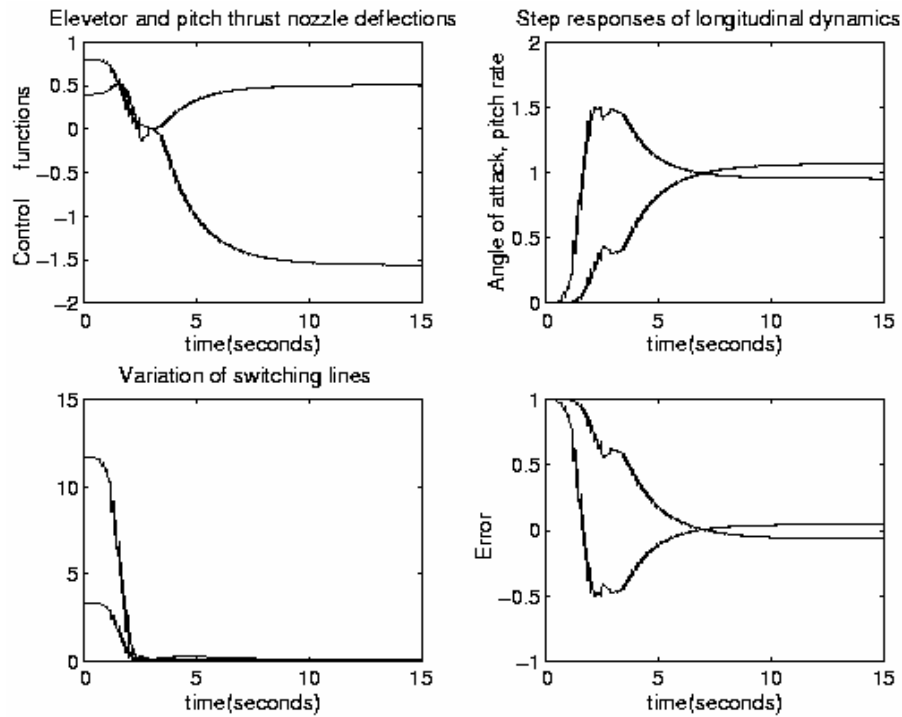 Elevetor and pitch thrust nozzle deflections
1
0.5
0
−0.5
−1
−1.5
−2
Control functions
0 5 10 15
time(seconds)
Step responses of longitudinal dynamics
2
1.5
1
0.5
0
Angle of attack, pitch rate
0 5 10 15
time(seconds)
Variation of switching lines
15
10
5
0
0 5 10 15
time(seconds)
1
0.5
0
−0.5
−1
Error
0 5 10 15
time(seconds)